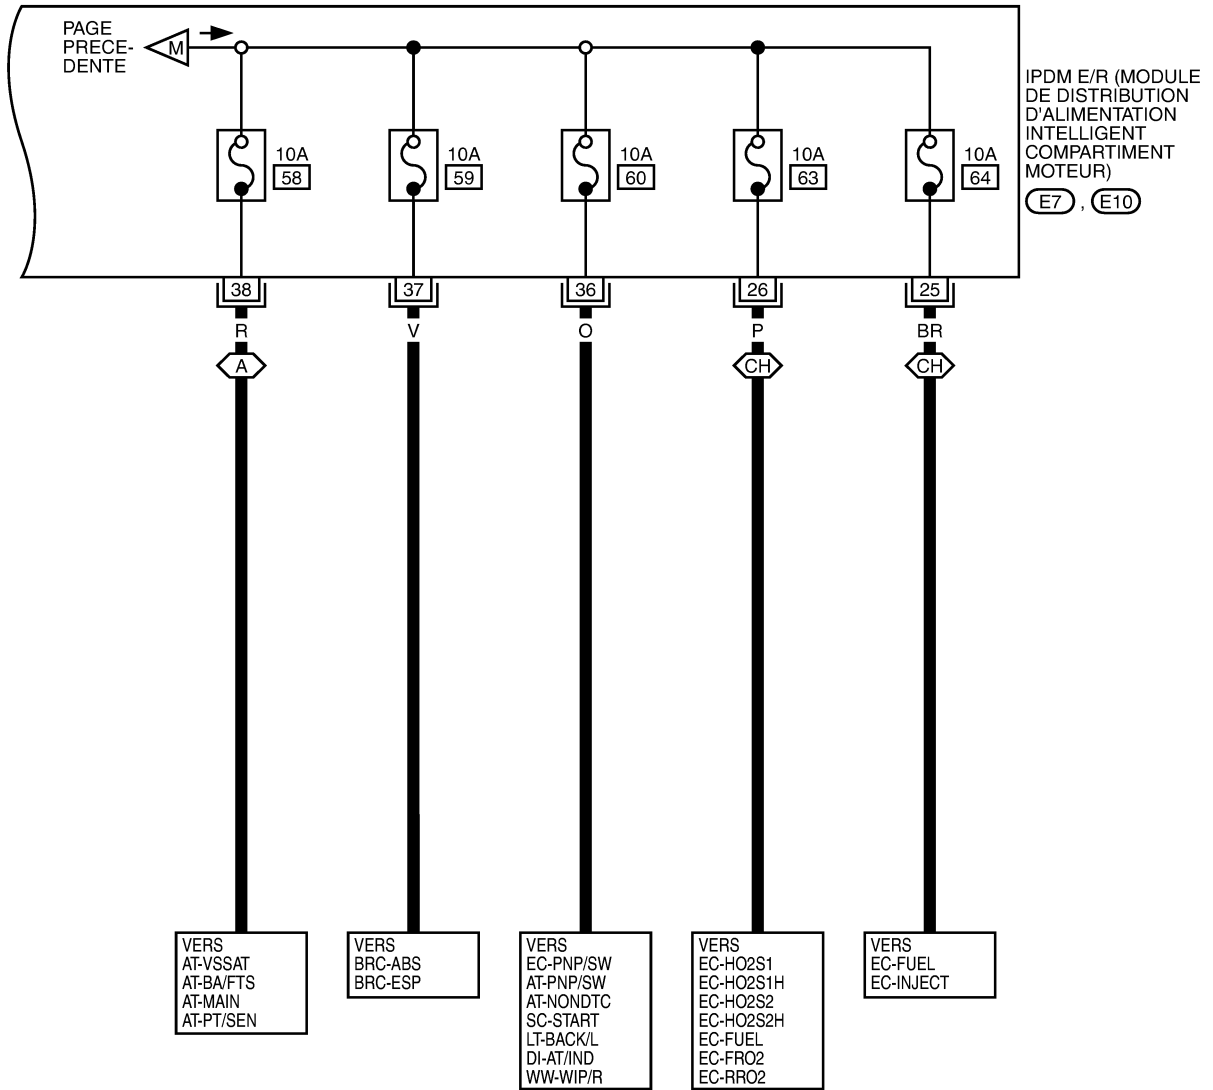 PAGE
PRECE-
DENTE
M
IPDM E/R (MODULE
DE DISTRIBUTION
D'ALIMENTATION
INTELLIGENT
COMPARTIMENT
MOTEUR)
E7 , E10
10A
58
10A
59
10A
60
10A
63
10A
64
38
37
36
26
25
R
V
O
P
BR
A
CH
CH
VERS
AT-VSSAT
AT-BA/FTS
AT-MAIN
AT-PT/SEN
VERS
BRC-ABS
BRC-ESP
VERS
EC-PNP/SW
AT-PNP/SW
AT-NONDTC
SC-START
LT-BACK/L
DI-AT/IND
WW-WIP/R
VERS
EC-HO2S1
EC-HO2S1H
EC-HO2S2
EC-HO2S2H
EC-FUEL
EC-FRO2
EC-RRO2
VERS
EC-FUEL
EC-INJECT